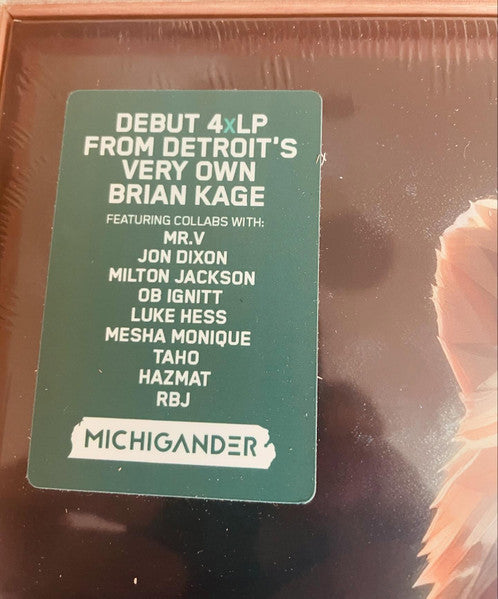 DEBUT 4xLP
FROM DETROIT'S
VERY OWN
BRIAN KAGE
FEATURING COLLABS WITH:
MR.V
JON DIXON
MILTON JACKSON
OB IGNITT
LUKE HESS
MESHA MONIQUE
TAHO
HAZMAT
RBJ
MICHIGANDER